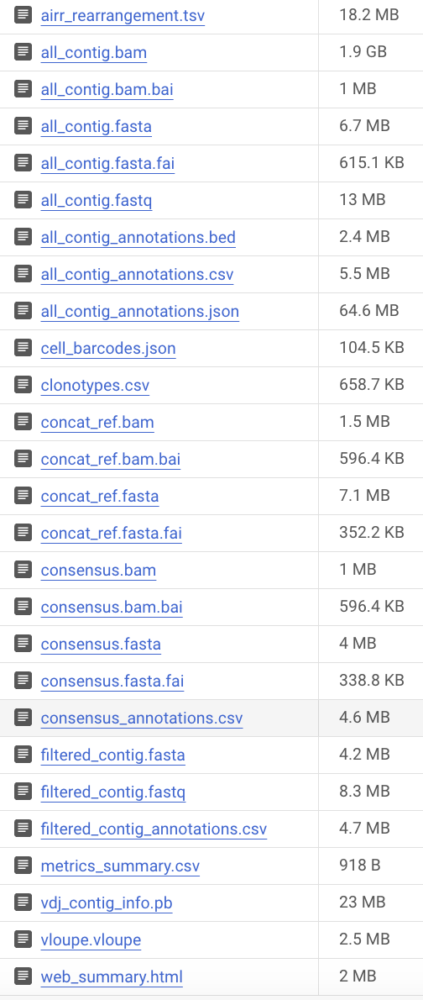 airr_rearrangement.tsv 18.2 MB
all_contig.bam 1.9 GB
all_contig.bam.bai 1 MB
all_contig.fasta 6.7 MB
all_contig.fasta.fai 615.1 KB
all_contig.fastq 13 MB
all_contig_annotations.bed 2.4 MB
all_contig_annotations.csv 5.5 MB
all_contig_annotations.json 64.6 MB
cell_barcodes.json 104.5 KB
clonotypes.csv 658.7 KB
concat_ref.bam 1.5 MB
concat_ref.bam.bai 596.4 KB
concat_ref.fasta 7.1 MB
concat_ref.fasta.fai 352.2 KB
consensus.bam 1 MB
consensus.bam.bai 596.4 KB
consensus.fasta 4 MB
consensus.fasta.fai 338.8 KB
consensus_annotations.csv 4.6 MB
filtered_contig.fasta 4.2 MB
filtered_contig.fastq 8.3 MB
filtered_contig_annotations.csv 4.7 MB
metrics_summary.csv 918 B
vdj_contig_info.pb 23 MB
vloupe.vloupe 2.5 MB
web_summary.html 2 MB